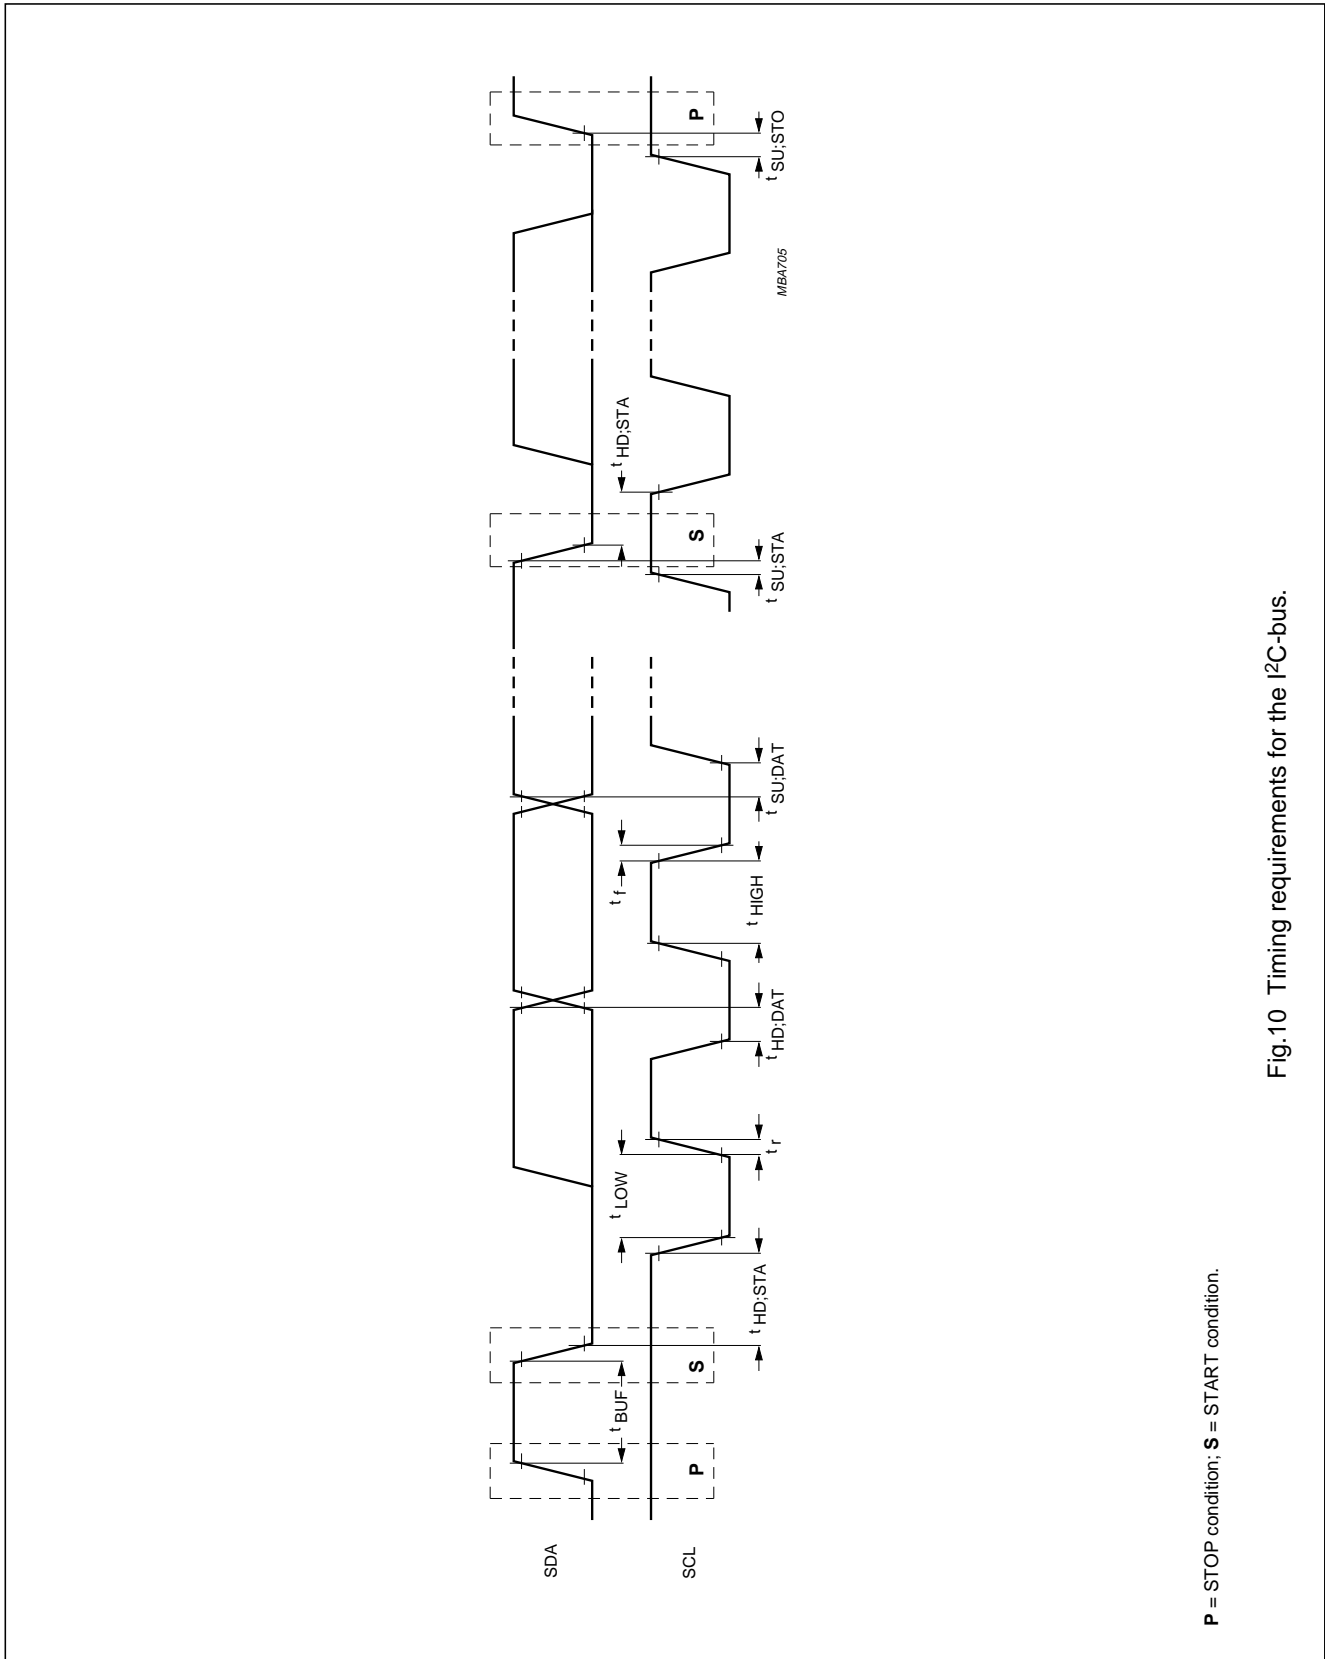 SDA
SCL
P
t BUF
S
t HD;STA
t LOW
t r
t HD;DAT
t HIGH
t f
t SU;DAT
t SU;STA
S
t HD;STA
MBA705
t SU;STO
P
P = STOP condition; S = START condition.
Fig.10 Timing requirements for the I²C-bus.